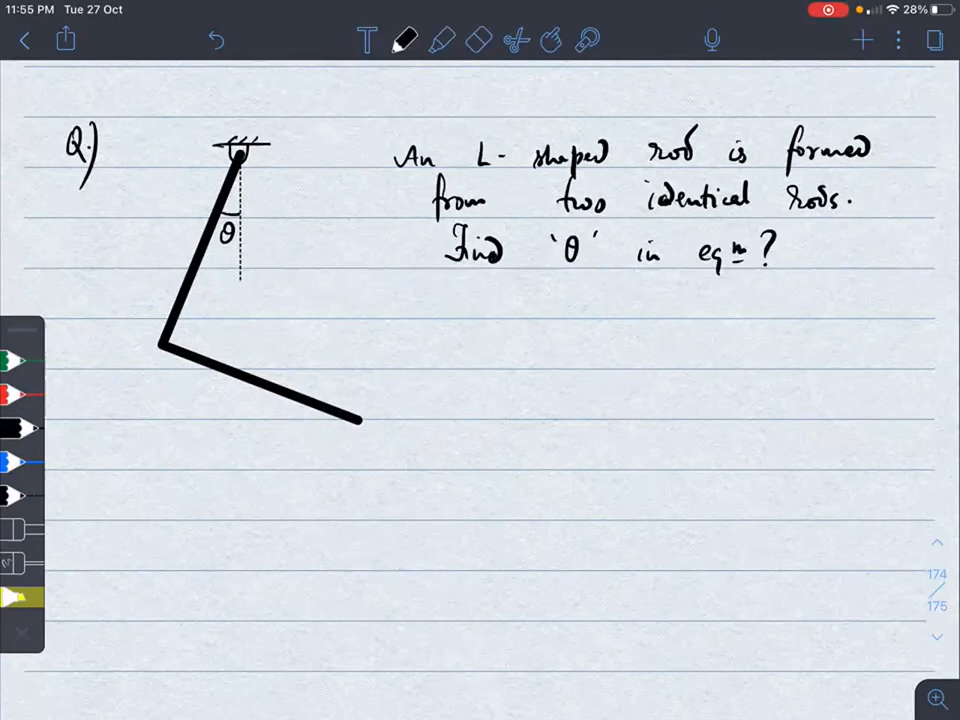 11:55 PM Tue 27 Oct
28%
Q.)
An L- shaped rod is formed
from two identical rods.
θ
Find 'θ' in eqn?
174
175